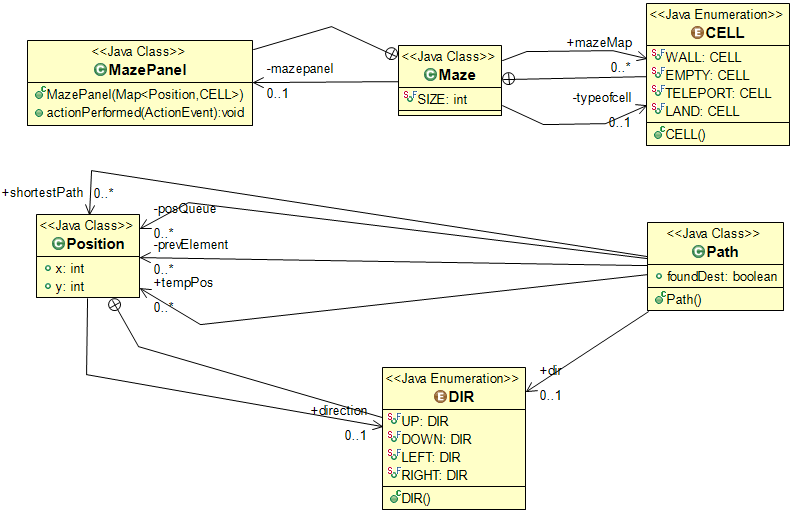 <<Java Class>>
MazePanel
MazePanel(Map<Position,CELL>)
actionPerformed(ActionEvent):void
-mazepanel
0..1
<<Java Class>>
Maze
SIZE: int
+mazeMap
0..*
-typeofcell
0..1
<<Java Enumeration>>
CELL
WALL: CELL
EMPTY: CELL
TELEPORT: CELL
LAND: CELL
CELL()
+shortestPath
0..*
-posQueue
0..*
-prevElement
0..*
+tempPos
0..*
<<Java Class>>
Position
x: int
y: int
<<Java Class>>
Path
foundDest: boolean
Path()
+dir
0..1
+direction
0..1
<<Java Enumeration>>
DIR
UP: DIR
DOWN: DIR
LEFT: DIR
RIGHT: DIR
DIR()